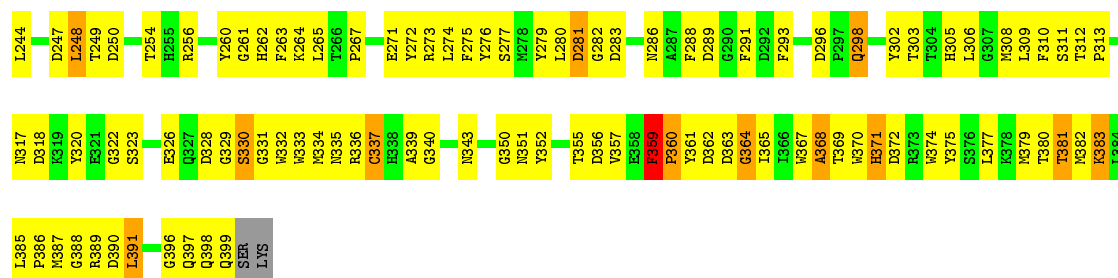 L244 D247 L248 T249 D250 T254 H255 R256 Y260 G261 H262 F263 K264 L265 T266 P267 E271 Y272 R273 L274 F275 Y276 S277 M278 Y279 L280 D281 G282 D283 N286 A287 F288 D289 G290 F291 D292 F293 D296 P297 Q298 Y302 T303 T304 H305 L306 G307 M308 L309 F310 S311 T312 P313
N317 D318 K319 Y320 E321 G322 S323 E326 Q327 D328 G329 S330 G331 W332 W333 M334 N335 R336 C337 H338 A339 G340 N343 G350 N351 Y352 T355 D356 V357 E358 F359 P360 Y361 D362 D363 G364 I365 I366 W367 A368 T369 W370 H371 D372 R373 W374 Y375 S376 L377 K378 M379 T380 T381 M382 K383 L384
L385 P386 M387 G388 R389 D390 L391 G396 Q397 Q398 Q399 SER LYS